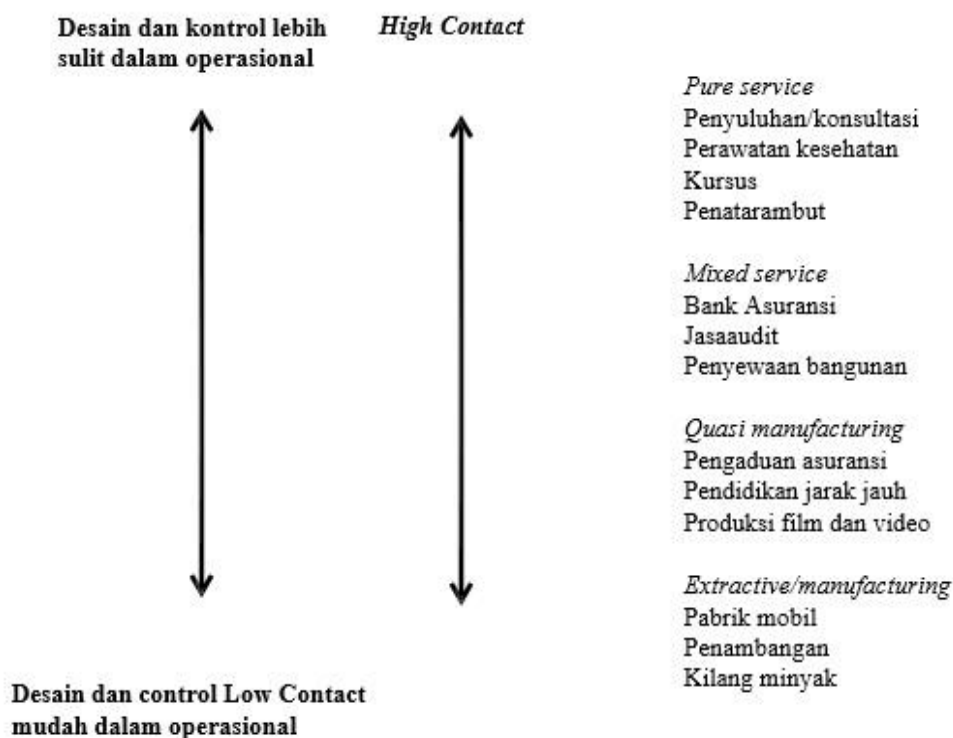 Desain dan kontrol lebih
sulit dalam operasional
High Contact
Pure service
Penyuluhan/konsultasi
Perawatan kesehatan
Kursus
Penatarambut
Mixed service
Bank Asuransi
Jasaaudit
Penyewaan bangunan
Quasi manufacturing
Pengaduan asuransi
Pendidikan jarak jauh
Produksi film dan video
Extractive/manufacturing
Pabrik mobil
Penambangan
Kilang minyak
Desain dan control Low Contact
mudah dalam operasional